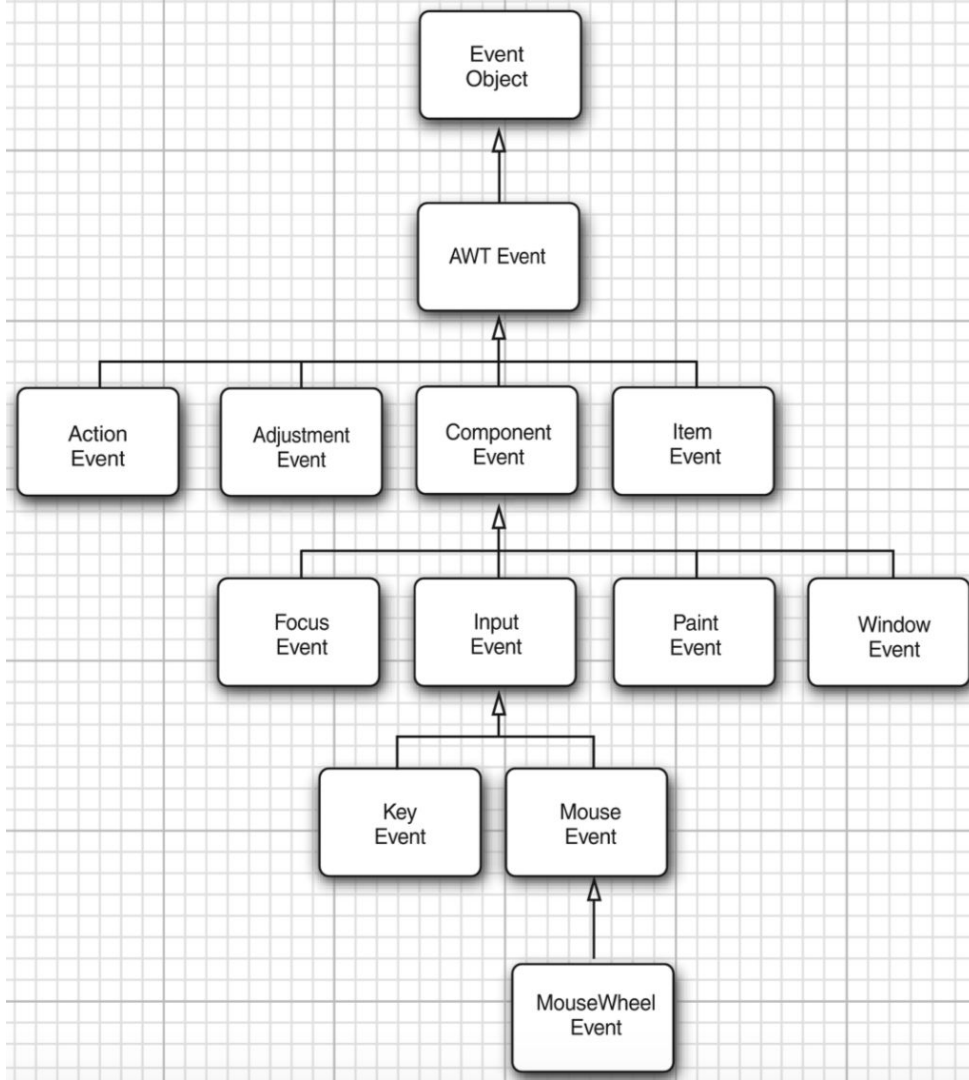 Event
Object
AWT Event
Action
Event
Adjustment
Event
Component
Event
Item
Event
Focus
Event
Input
Event
Paint
Event
Window
Event
Key
Event
Mouse
Event
MouseWheel
Event